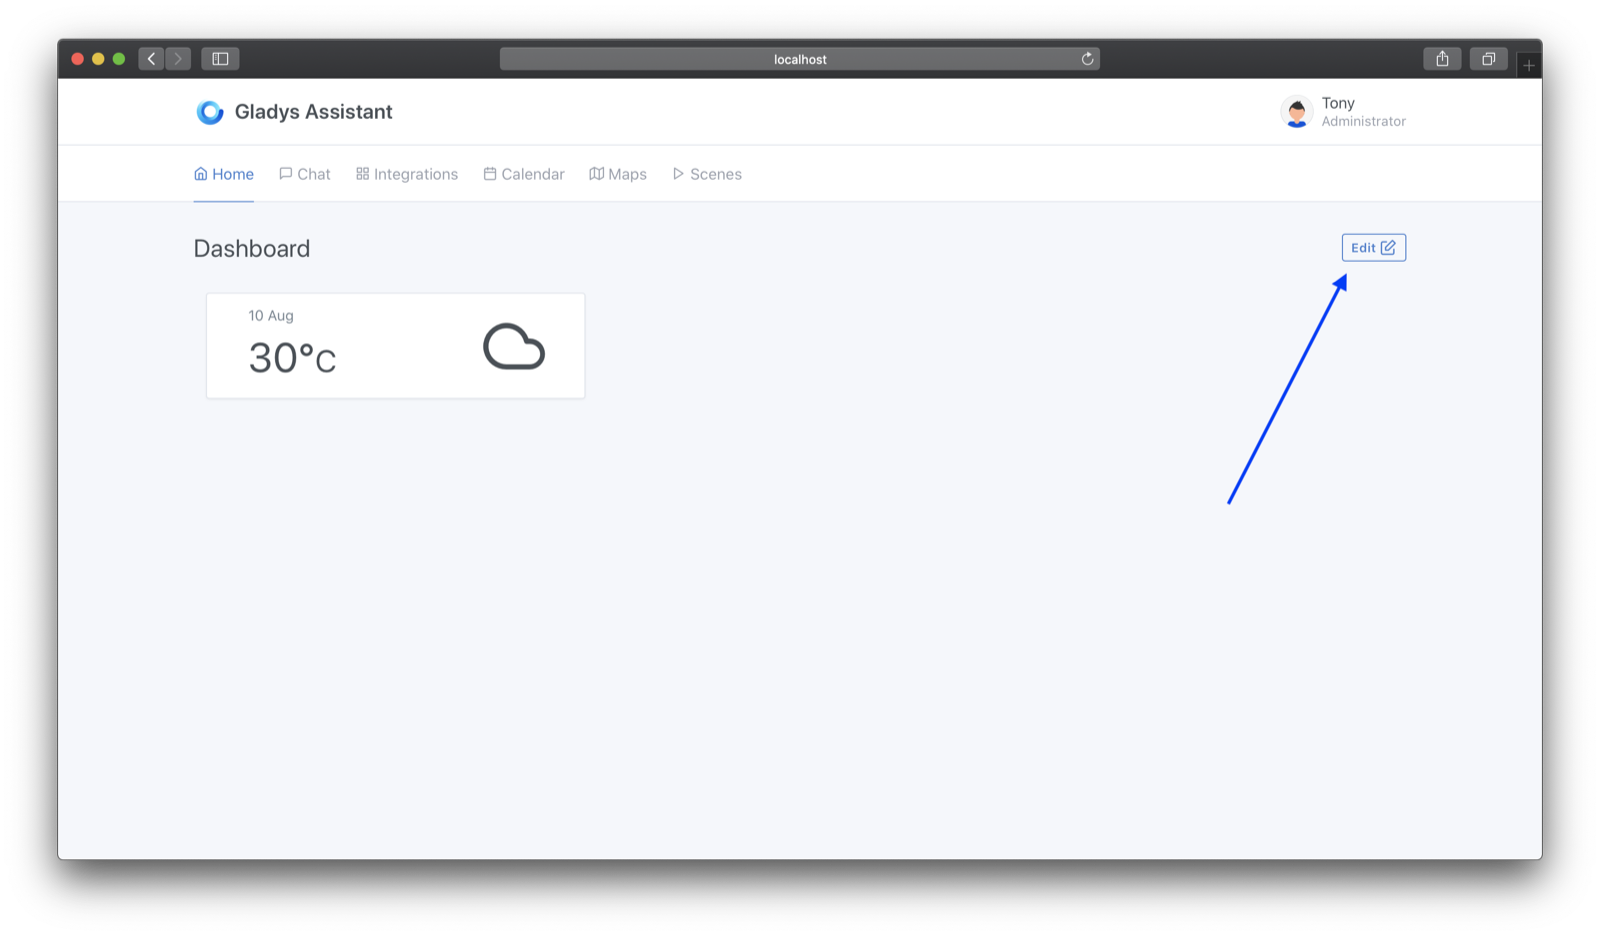 localhost
Gladys Assistant
Tony
Administrator
Home Chat Integrations Calendar Maps Scenes
Dashboard
Edit
10 Aug
30°C